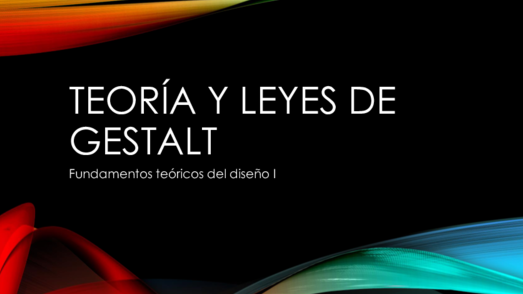 TEORÍA Y LEYES DE
GESTALT
Fundamentos teóricos del diseño I